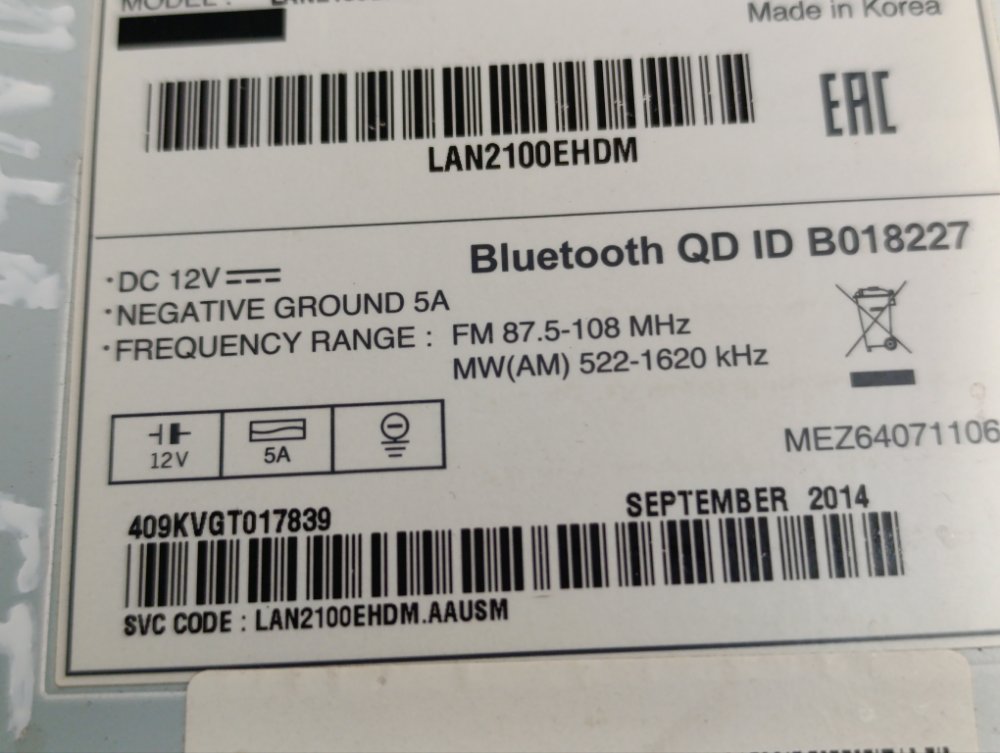 MODEL :
Made in Korea
EAC
LAN2100EHDM
Bluetooth QD ID B018227
·DC 12V
·NEGATIVE GROUND 5A
·FREQUENCY RANGE : FM 87.5-108 MHz
MW(AM) 522-1620 kHz
12V
5A
MEZ64071106
409KVGT017839
SEPTEMBER 2014
SVC CODE : LAN2100EHDM.AAUSM